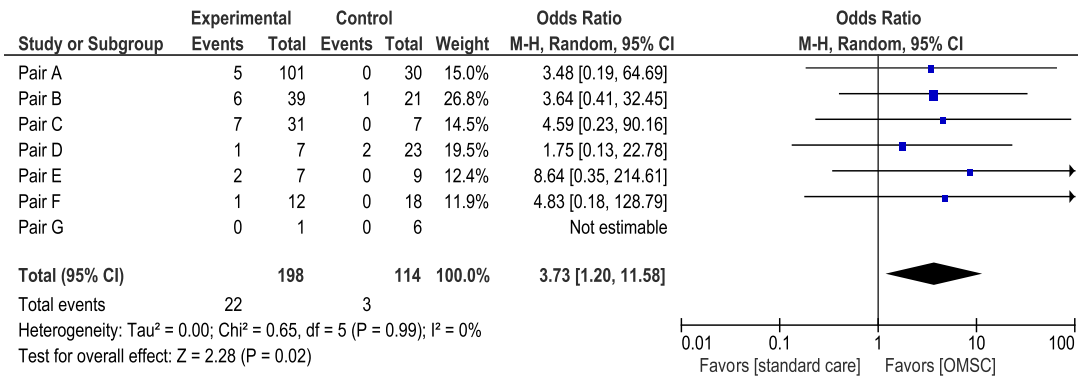 Experimental Control Odds Ratio Odds Ratio
Study or Subgroup Events Total Events Total Weight M-H, Random, 95% CI M-H, Random, 95% CI
Pair A 5 101 0 30 15.0% 3.48 [0.19, 64.69]
Pair B 6 39 1 21 26.8% 3.64 [0.41, 32.45]
Pair C 7 31 0 7 14.5% 4.59 [0.23, 90.16]
Pair D 1 7 2 23 19.5% 1.75 [0.13, 22.78]
Pair E 2 7 0 9 12.4% 8.64 [0.35, 214.61]
Pair F 1 12 0 18 11.9% 4.83 [0.18, 128.79]
Pair G 0 1 0 6 Not estimable
Total (95% CI) 198 114 100.0% 3.73 [1.20, 11.58]
Total events 22 3
Heterogeneity: Tau² = 0.00; Chi² = 0.65, df = 5 (P = 0.99); I² = 0%
Test for overall effect: Z = 2.28 (P = 0.02)
0.01 0.1 1 10 100
Favors [standard care] Favors [OMSC]